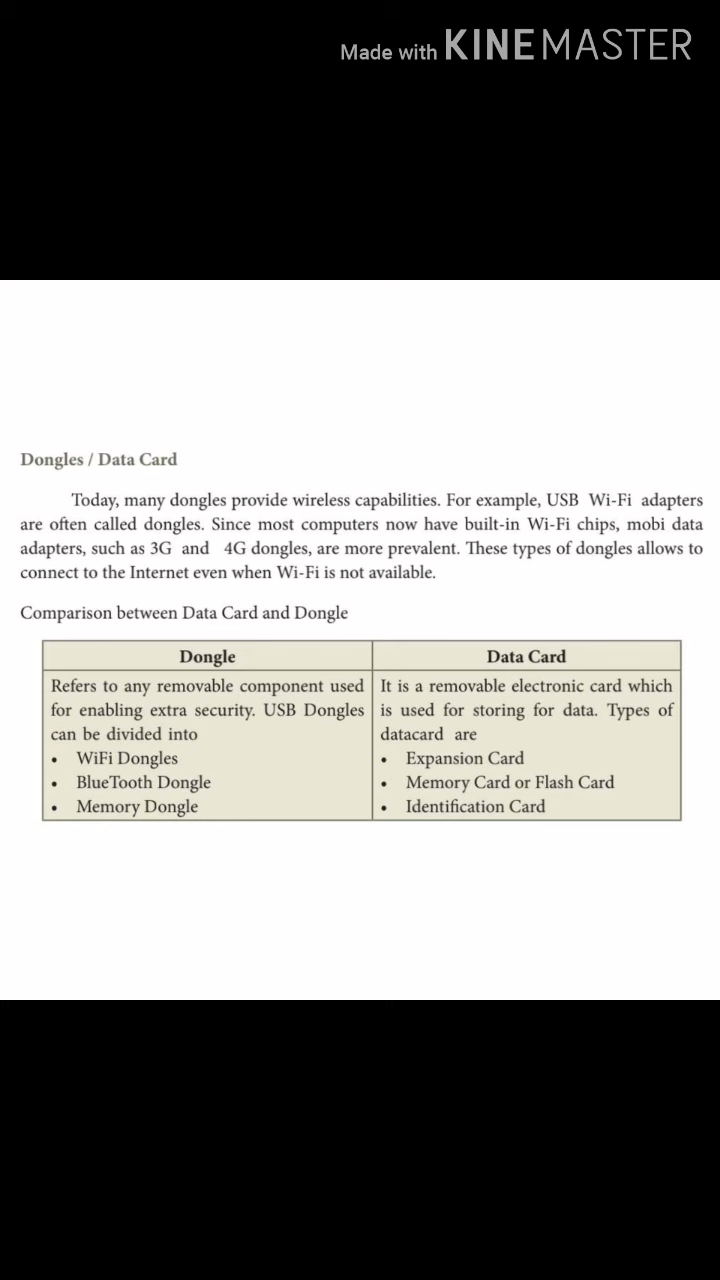 Made with KINEMASTER
Dongles / Data Card
Today, many dongles provide wireless capabilities. For example, USB Wi-Fi adapters
are often called dongles. Since most computers now have built-in Wi-Fi chips, mobi data
adapters, such as 3G and 4G dongles, are more prevalent. These types of dongles allows to
connect to the Internet even when Wi-Fi is not available.
Comparison between Data Card and Dongle
Dongle
Refers to any removable component used
for enabling extra security. USB Dongles
can be divided into
• WiFi Dongles
• BlueTooth Dongle
• Memory Dongle
Data Card
It is a removable electronic card which
is used for storing for data. Types of
datacard are
• Expansion Card
• Memory Card or Flash Card
• Identification Card